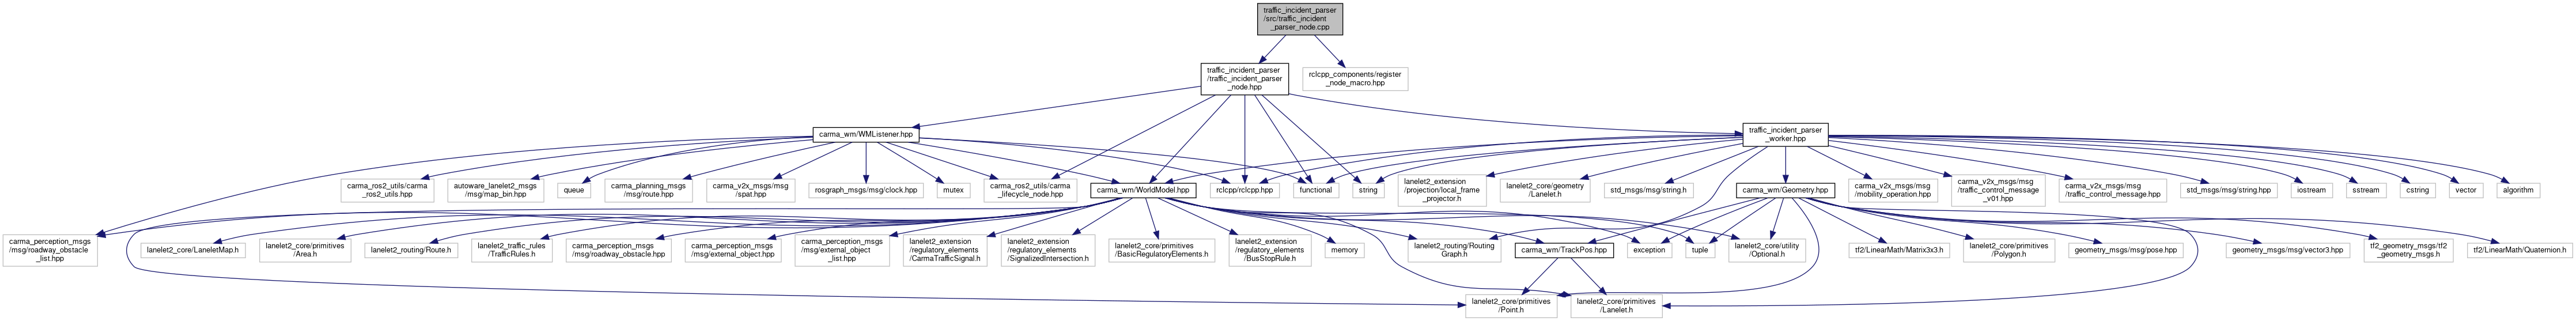 traffic_incident_parser
/src/traffic_incident
_parser_node.cpp
traffic_incident_parser
/traffic_incident_parser
_node.hpp
rclcpp_components/register
_node_macro.hpp
carma_wm/WMListener.hpp
traffic_incident_parser
_worker.hpp
carma_ros2_utils/carma
_ros2_utils.hpp
autoware_lanelet2_msgs
/msg/map_bin.hpp
queue
carma_planning_msgs
/msg/route.hpp
carma_v2x_msgs/msg
/spat.hpp
rosgraph_msgs/msg/clock.hpp
mutex
carma_ros2_utils/carma
_lifecycle_node.hpp
carma_wm/WorldModel.hpp
rclcpp/rclcpp.hpp
functional
string
lanelet2_extension
/projection/local_frame
_projector.h
lanelet2_core/geometry
/Lanelet.h
std_msgs/msg/string.h
carma_wm/Geometry.hpp
carma_v2x_msgs/msg
/mobility_operation.hpp
carma_v2x_msgs/msg
/traffic_control_message
_v01.hpp
carma_v2x_msgs/msg
/traffic_control_message.hpp
std_msgs/msg/string.hpp
iostream
sstream
cstring
vector
algorithm
carma_perception_msgs
/msg/roadway_obstacle
_list.hpp
lanelet2_core/LaneletMap.h
lanelet2_core/primitives
/Area.h
lanelet2_routing/Route.h
lanelet2_traffic_rules
/TrafficRules.h
carma_perception_msgs
/msg/roadway_obstacle.hpp
carma_perception_msgs
/msg/external_object.hpp
carma_perception_msgs
/msg/external_object
_list.hpp
lanelet2_extension
/regulatory_elements
/CarmaTrafficSignal.h
lanelet2_extension
/regulatory_elements
/SignalizedIntersection.h
lanelet2_core/primitives
/BasicRegulatoryElements.h
lanelet2_extension
/regulatory_elements
/BusStopRule.h
memory
lanelet2_routing/Routing
Graph.h
carma_wm/TrackPos.hpp
exception
tuple
lanelet2_core/utility
/Optional.h
tf2/LinearMath/Matrix3x3.h
lanelet2_core/primitives
/Polygon.h
geometry_msgs/msg/pose.hpp
geometry_msgs/msg/vector3.hpp
tf2_geometry_msgs/tf2
_geometry_msgs.h
tf2/LinearMath/Quaternion.h
lanelet2_core/primitives
/Point.h
lanelet2_core/primitives
/Lanelet.h